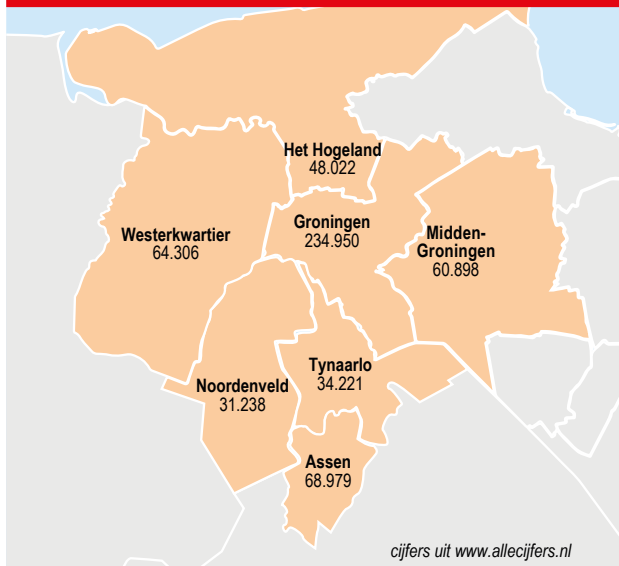 Het Hogeland
48.022
Groningen
234.950
Westerkwartier
64.306
Midden-
Groningen
60.898
Tynaarlo
34.221
Noordenveld
31.238
Assen
68.979
cijfers uit www.allecijfers.nl